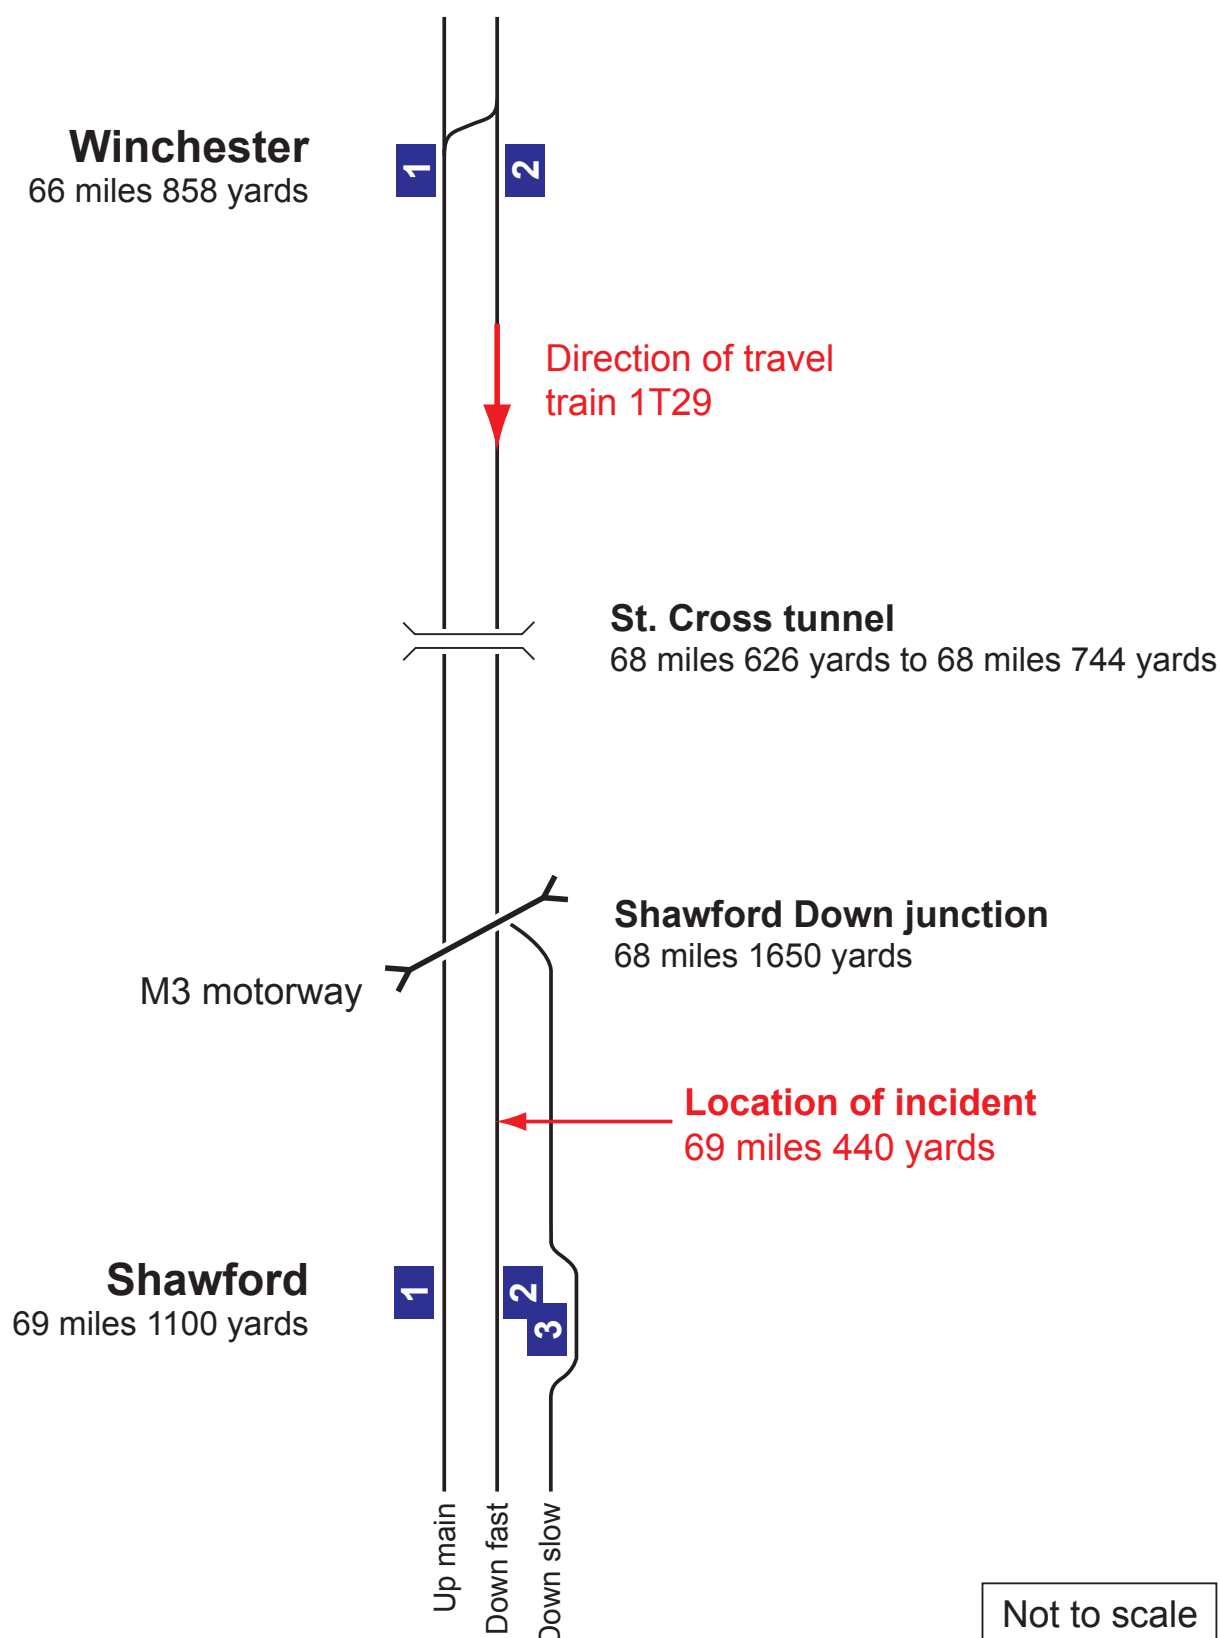 Winchester
66 miles 858 yards
1
2
Direction of travel
train 1T29
St. Cross tunnel
68 miles 626 yards to 68 miles 744 yards
Shawford Down junction
68 miles 1650 yards
M3 motorway
Location of incident
69 miles 440 yards
Shawford
69 miles 1100 yards
1
2
3
Up main
Down fast
Down slow
Not to scale